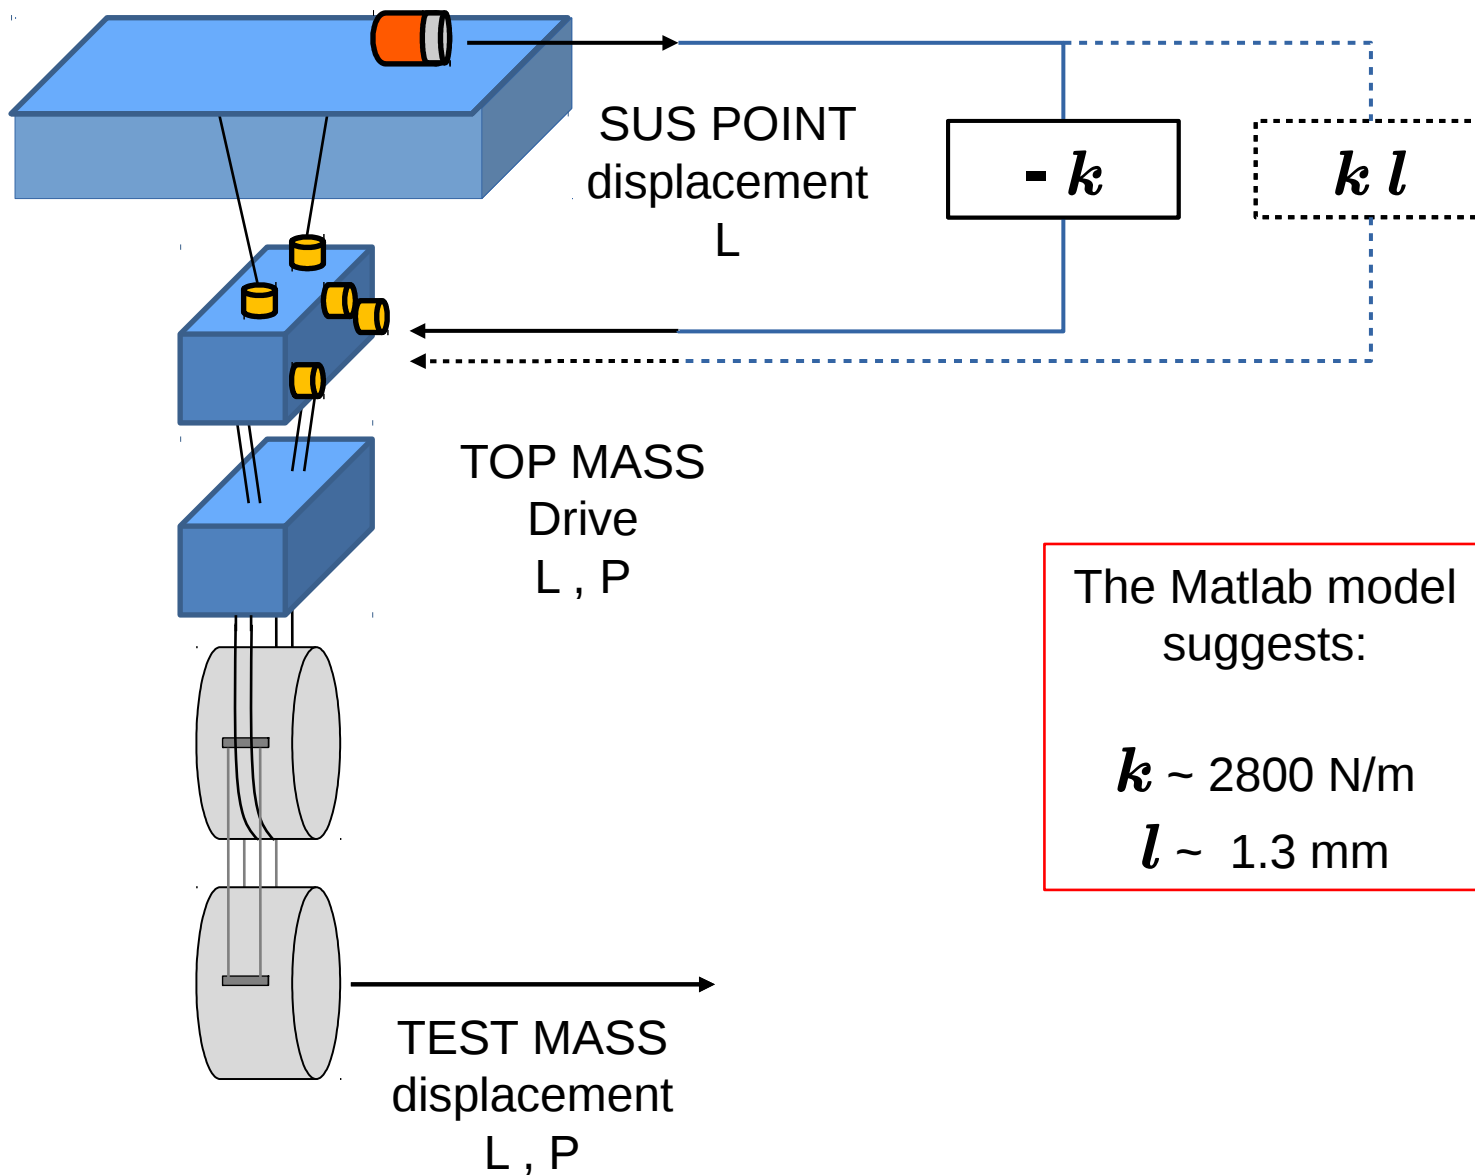 SUS POINT
displacement
L
- k
k l
TOP MASS
Drive
L , P
The Matlab model
suggests:
k ~ 2800 N/m
l ~ 1.3 mm
TEST MASS
displacement
L , P